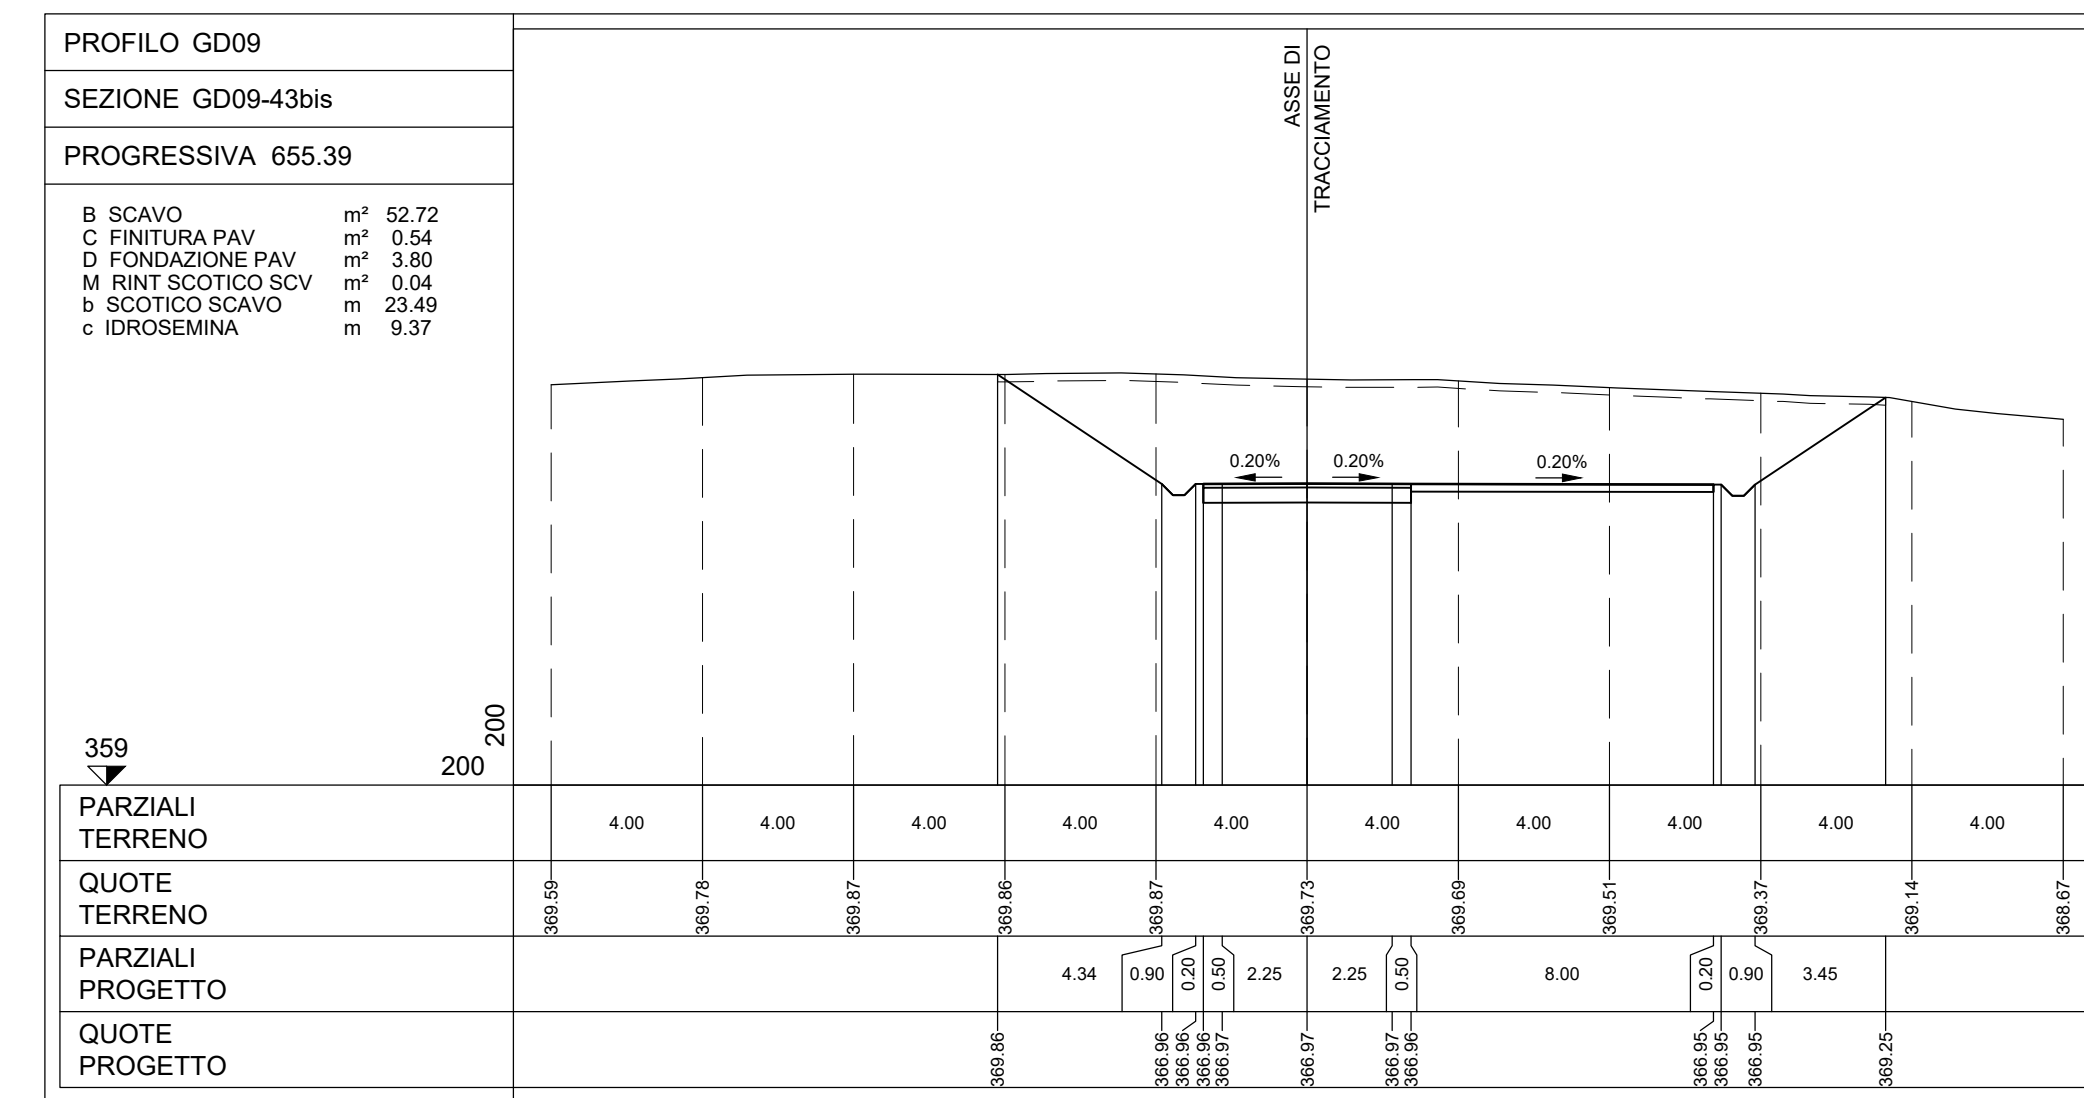 PROFILO GD09
SEZIONE GD09-43bis
PROGRESSIVA 655.39
B SCAVO m² 52.72
C FINITURA PAV m² 0.54
D FONDAZIONE PAV m² 3.80
M RINT SCOTICO SCV m² 0.04
b SCOTICO SCAVO m 23.49
c IDROSEMINA m 9.37
ASSE DI
TRACCIAMENTO
0.20% 0.20% 0.20%
359
200
200
PARZIALI
TERRENO
4.00 4.00 4.00 4.00 4.00 4.00 4.00 4.00 4.00 4.00
QUOTE
TERRENO
369.59 369.78 369.87 369.86 369.87 369.73 369.69 369.51 369.37 369.14 368.67
PARZIALI
PROGETTO
4.34 0.90 0.20 0.50 2.25 2.25 0.50 8.00 0.20 0.90 3.45
QUOTE
PROGETTO
369.86 366.96 366.96 366.96 366.97 366.97 366.97 366.96 366.95 366.95 366.95 369.25